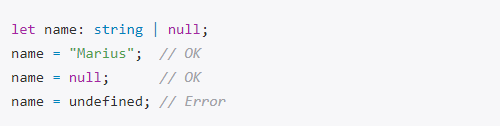 let name: string | null;
name = "Marius";  // OK
name = null;      // OK
name = undefined; // Error